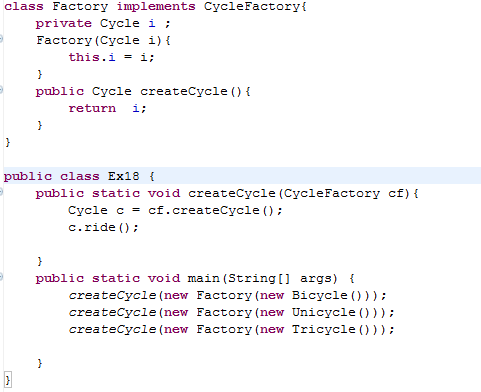 class Factory implements CycleFactory{
    private Cycle i ;
    Factory(Cycle i){
        this.i = i;
    }
    public Cycle createCycle(){
        return  i;
    }
}

public class Ex18 {
    public static void createCycle(CycleFactory cf){
        Cycle c = cf.createCycle();
        c.ride();

    }
    public static void main(String[] args) {
        createCycle(new Factory(new Bicycle()));
        createCycle(new Factory(new Unicycle()));
        createCycle(new Factory(new Tricycle()));

    }
}